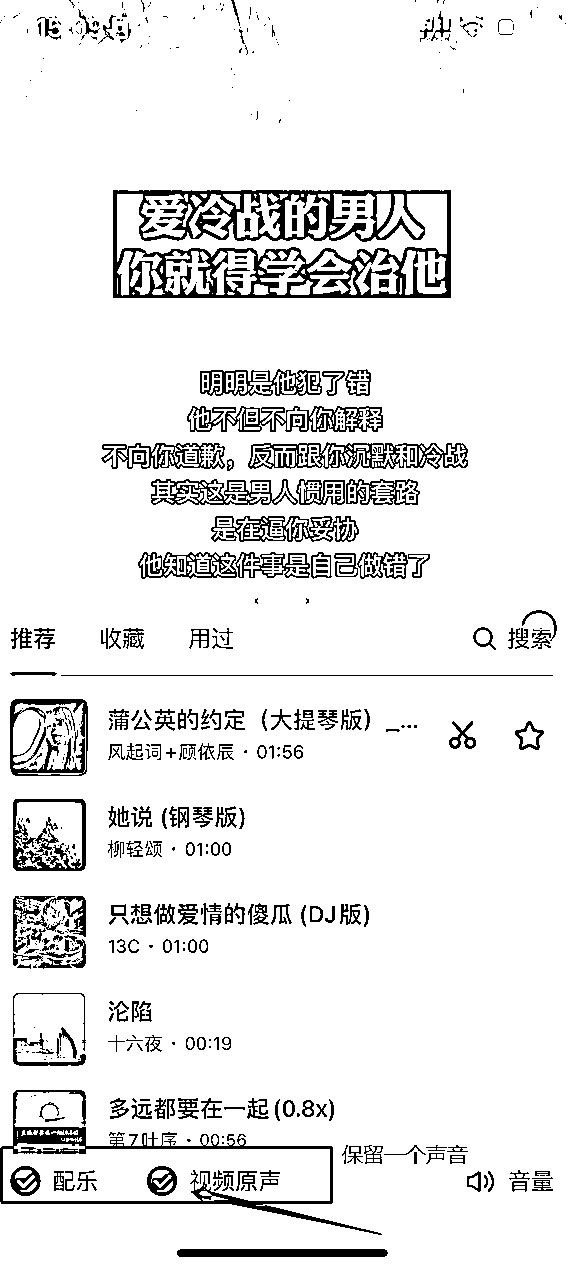 爱冷战的男人
你就得学会治他
明明是他犯了错
他不但不向你解释
不向你道歉，反而跟你沉默和冷战
其实这是男人惯用的套路
是在逼你妥协
他知道这件事是自己做错了
推荐 收藏 用过 搜索
蒲公英的约定（大提琴版）_...
风起词+顾依辰 · 01:56
她说 (钢琴版)
柳轻颂 · 01:00
只想做爱情的傻瓜 (DJ版)
13C · 01:00
沦陷
十六夜 · 00:19
多远都要在一起 (0.8x)
第7叶序 · 00:56
保留一个声音
配乐 视频原声 音量